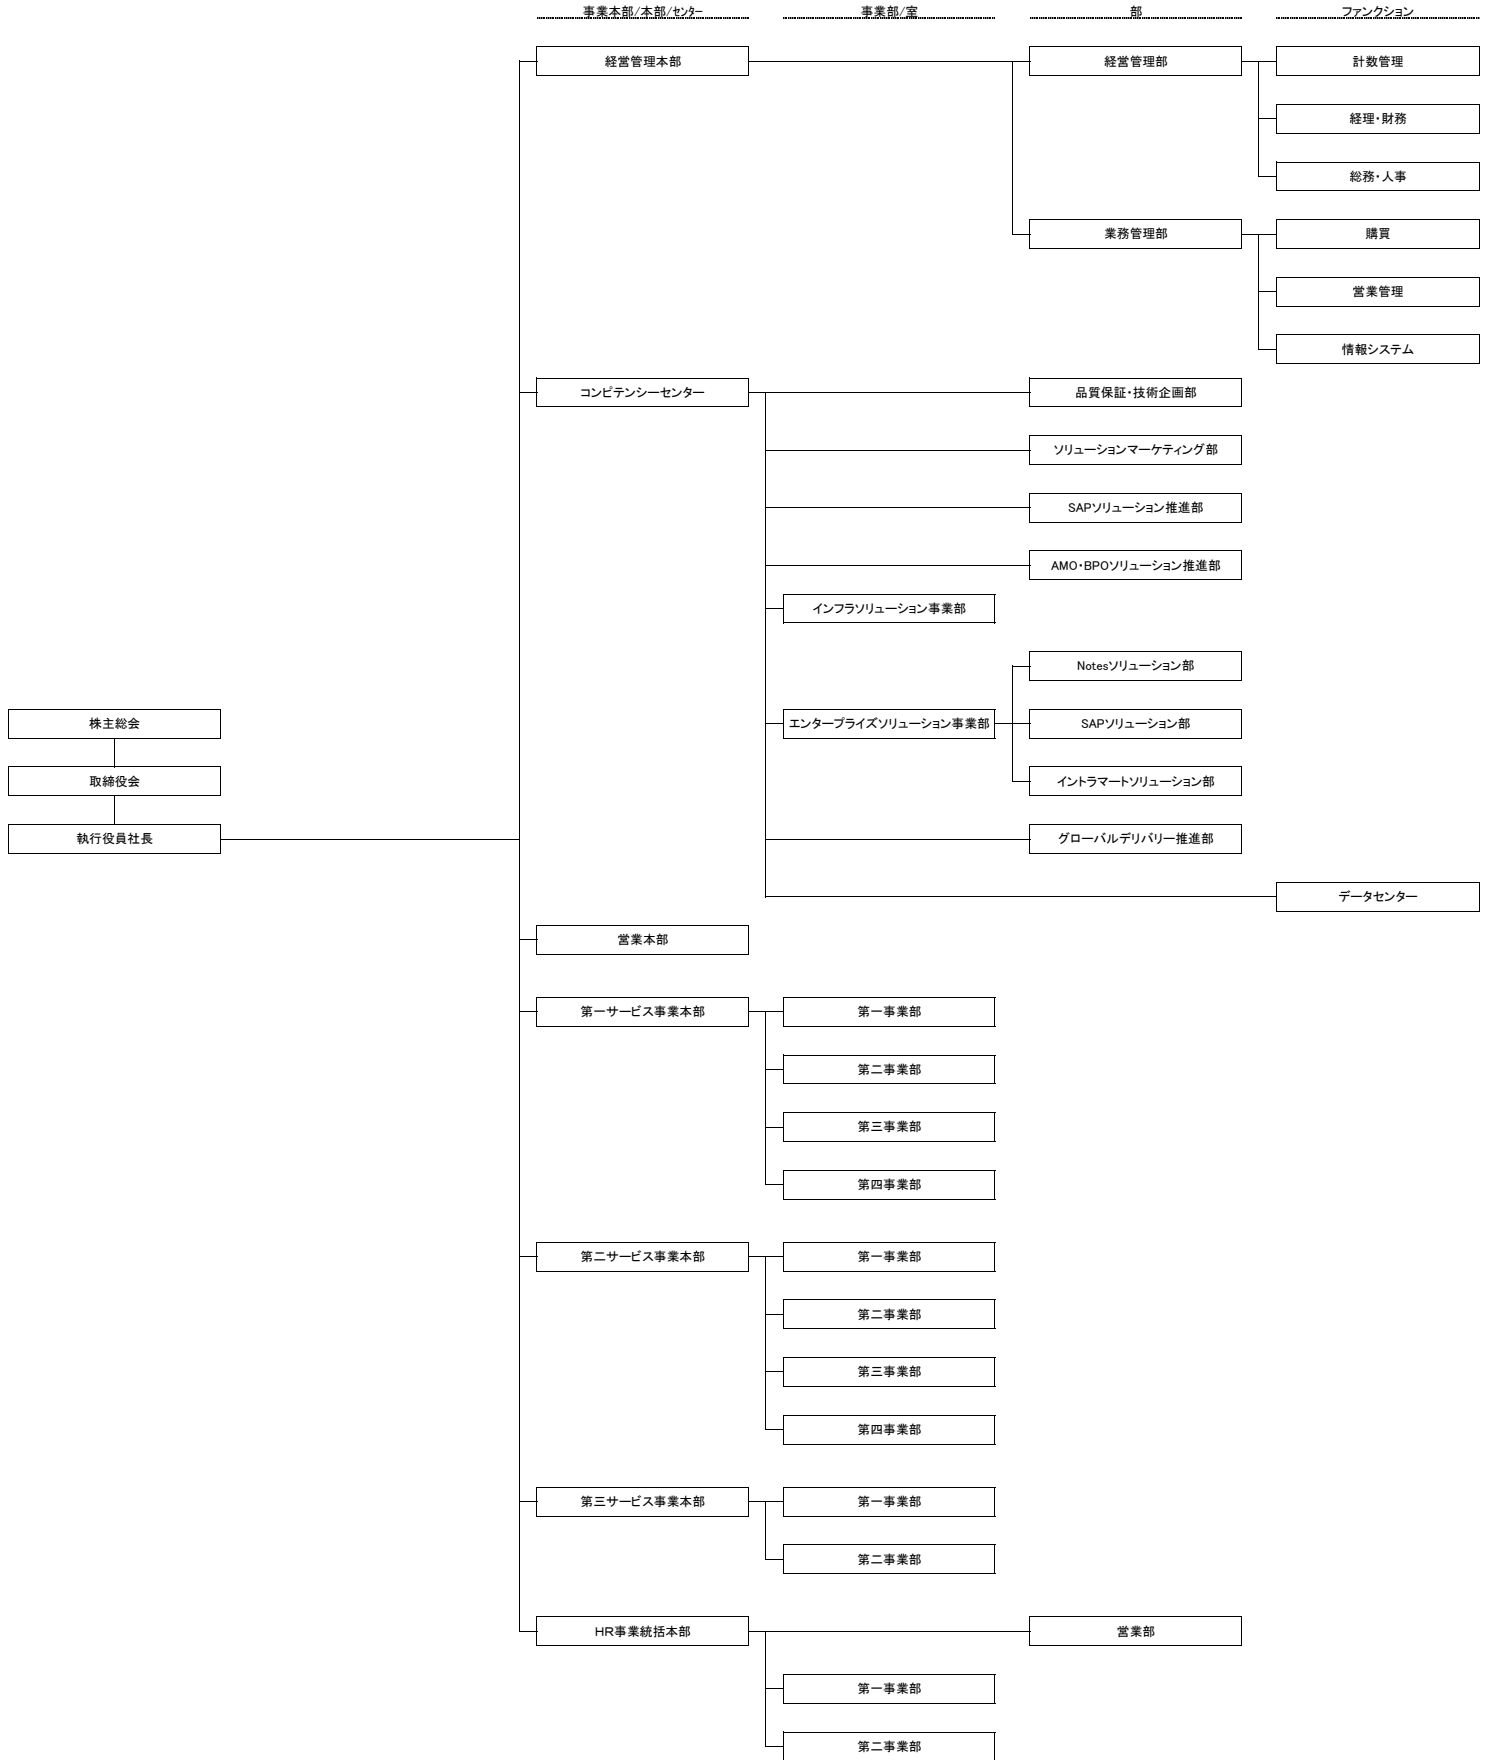 事業本部/本部/センター
事業部/室
部
ファンクション
経営管理本部
経営管理部
計数管理
経理・財務
総務・人事
業務管理部
購買
営業管理
情報システム
コンピテンシーセンター
品質保証・技術企画部
ソリューションマーケティング部
SAPソリューション推進部
AMO・BPOソリューション推進部
インフラソリューション事業部
Notesソリューション部
株主総会
エンタープライズソリューション事業部
SAPソリューション部
取締役会
イントラマートソリューション部
執行役員社長
グローバルデリバリー推進部
データセンター
営業本部
第一サービス事業本部
第一事業部
第二事業部
第三事業部
第四事業部
第二サービス事業本部
第一事業部
第二事業部
第三事業部
第四事業部
第三サービス事業本部
第一事業部
第二事業部
HR事業統括本部
営業部
第一事業部
第二事業部